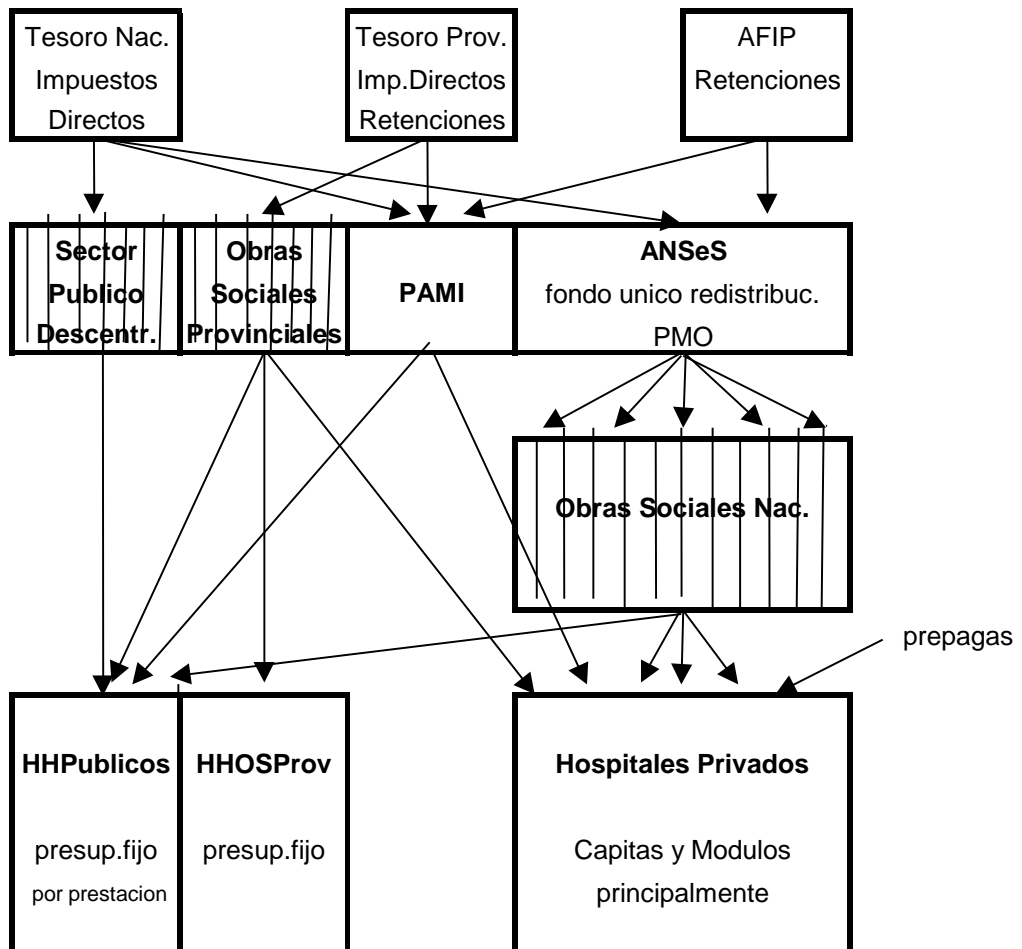 Tesoro Nac.
Impuestos
Directos
Tesoro Prov.
Imp.Directos
Retenciones
AFIP
Retenciones
Sector
Publico
Descentr.
Obras
Sociales
Provinciales
PAMI
ANSeS
fondo unico redistribuc.
PMO
Obras Sociales Nac.
prepagas
HHPublicos
presup.fijo
por prestacion
HHOSProv
presup.fijo
Hospitales Privados
Capitas y Modulos
principalmente